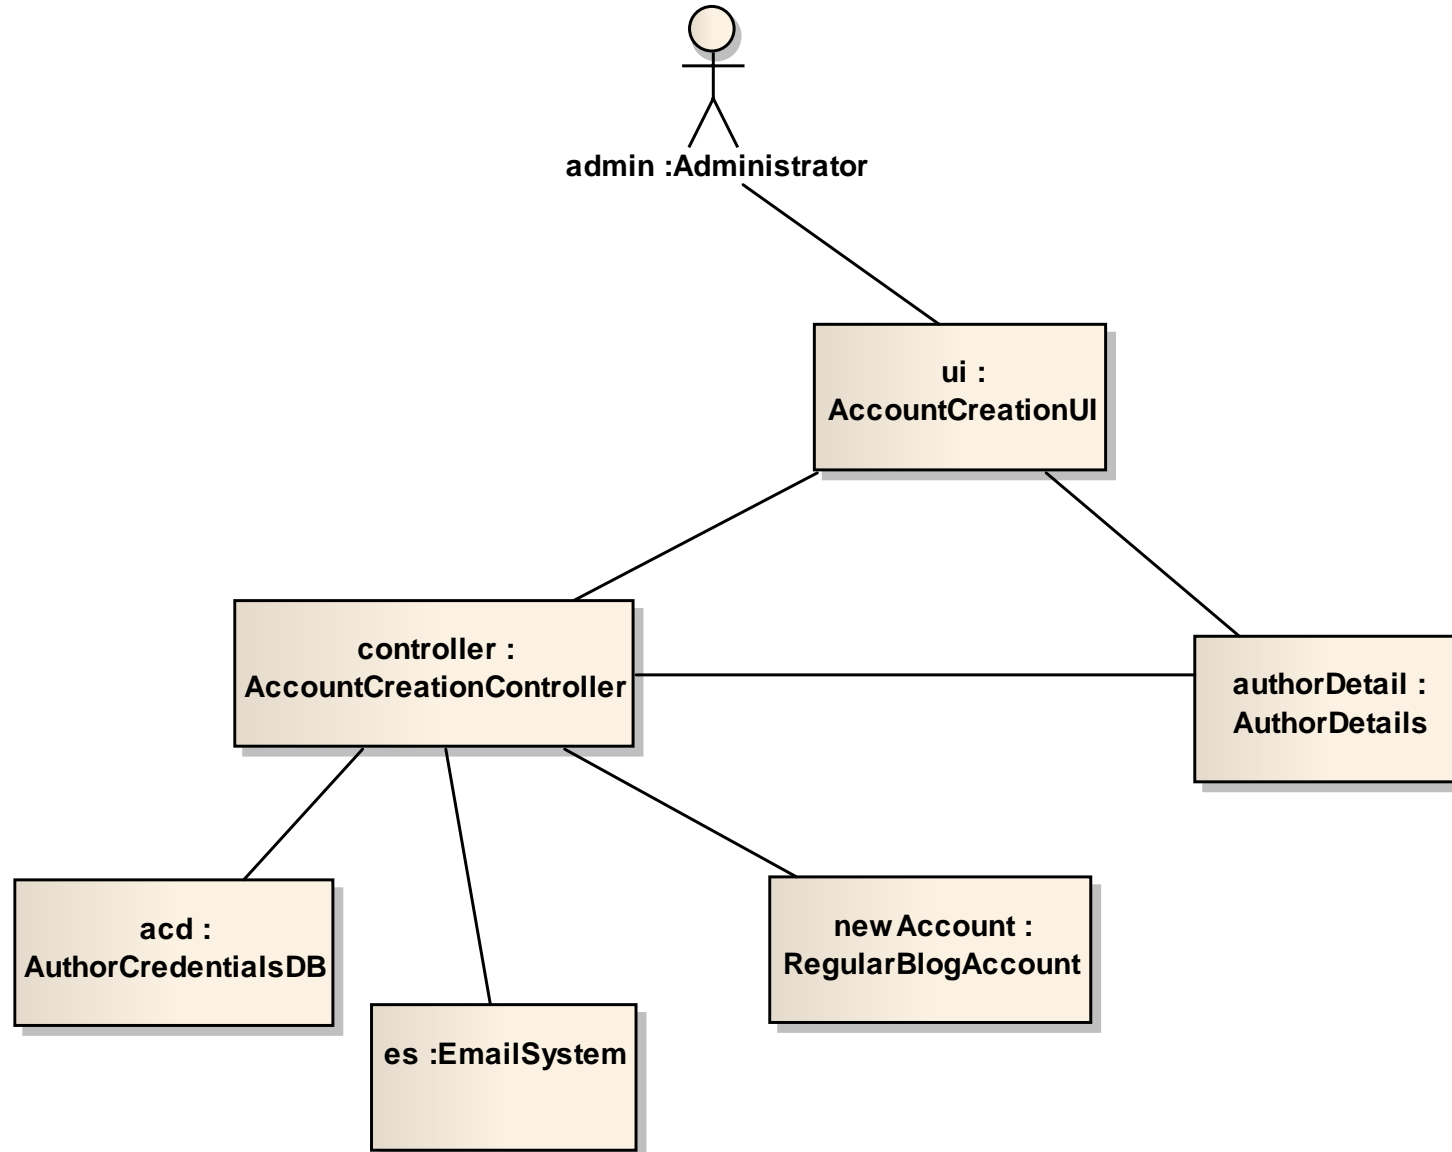 admin :Administrator
ui :
AccountCreationUI
controller :
AccountCreationController
authorDetail :
AuthorDetails
acd :
AuthorCredentialsDB
newAccount :
RegularBlogAccount
es :EmailSystem